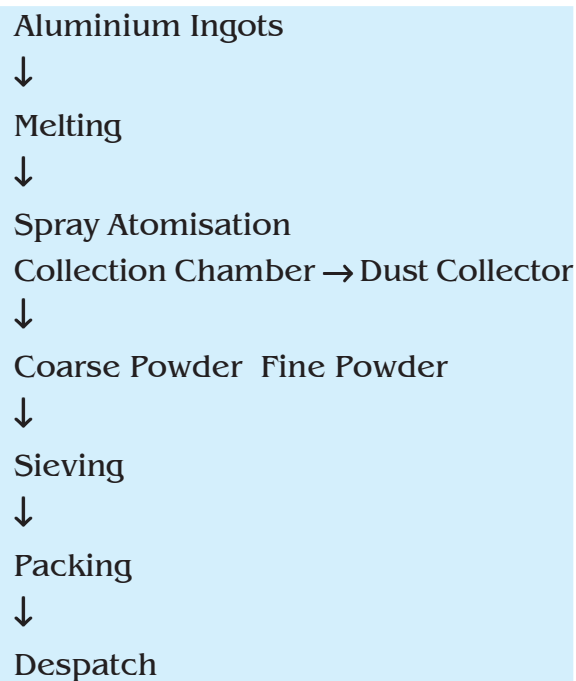 Aluminium Ingots
↓
Melting
↓
Spray Atomisation
Collection Chamber → Dust Collector
↓
Coarse Powder Fine Powder
↓
Sieving
↓
Packing
↓
Despatch